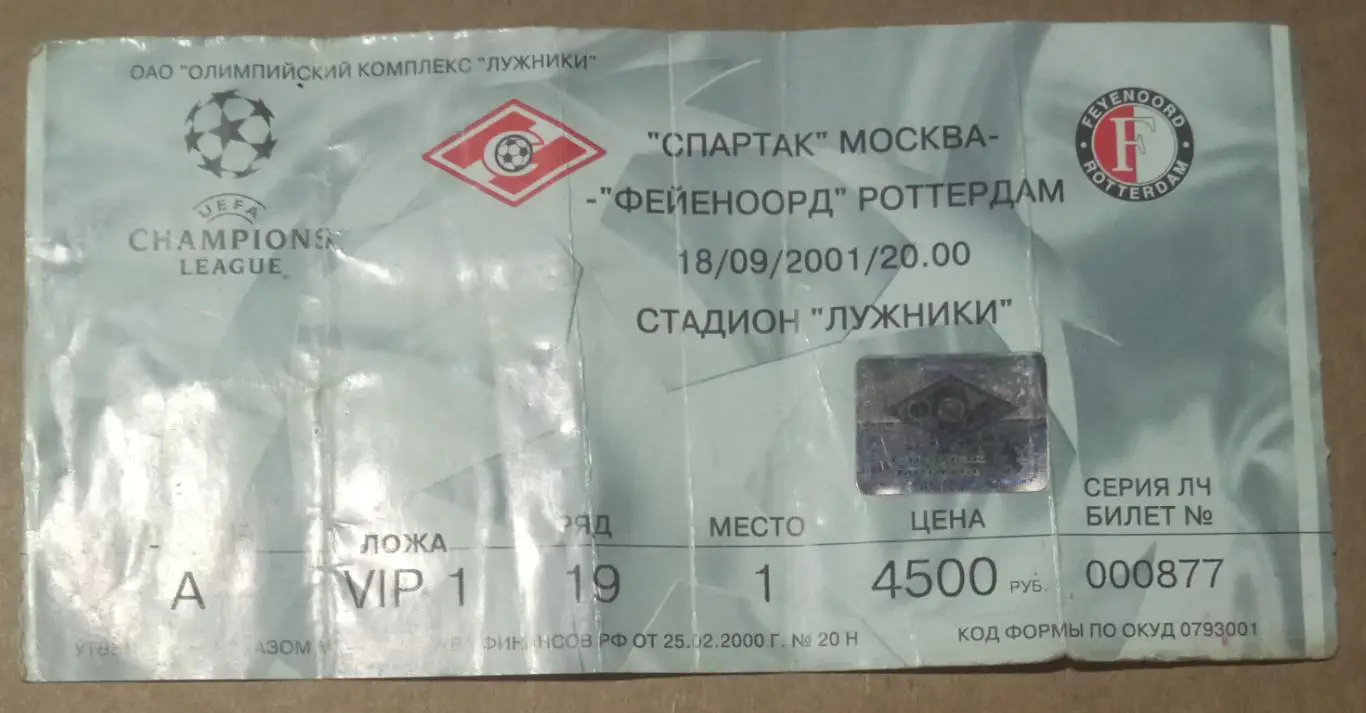 ОАО "ОЛИМПИЙСКИЙ КОМПЛЕКС "ЛУЖНИКИ"
UEFA
CHAMPIONS
LEAGUE
"СПАРТАК" МОСКВА-
-"ФЕЙЕНООРД" РОТТЕРДАМ
18/09/2001/20.00
СТАДИОН "ЛУЖНИКИ"
FEYENOORD
F
ROTTERDAM
СЕРИЯ ЛЧ
БИЛЕТ №
000877
ЛОЖА
РЯД
МЕСТО
ЦЕНА
А
VIP 1
19
1
4500 РУБ.
ФИНАНСОВ РФ ОТ 25.02.2000 Г. № 20 Н
КОД ФОРМЫ ПО ОКУД 0793001